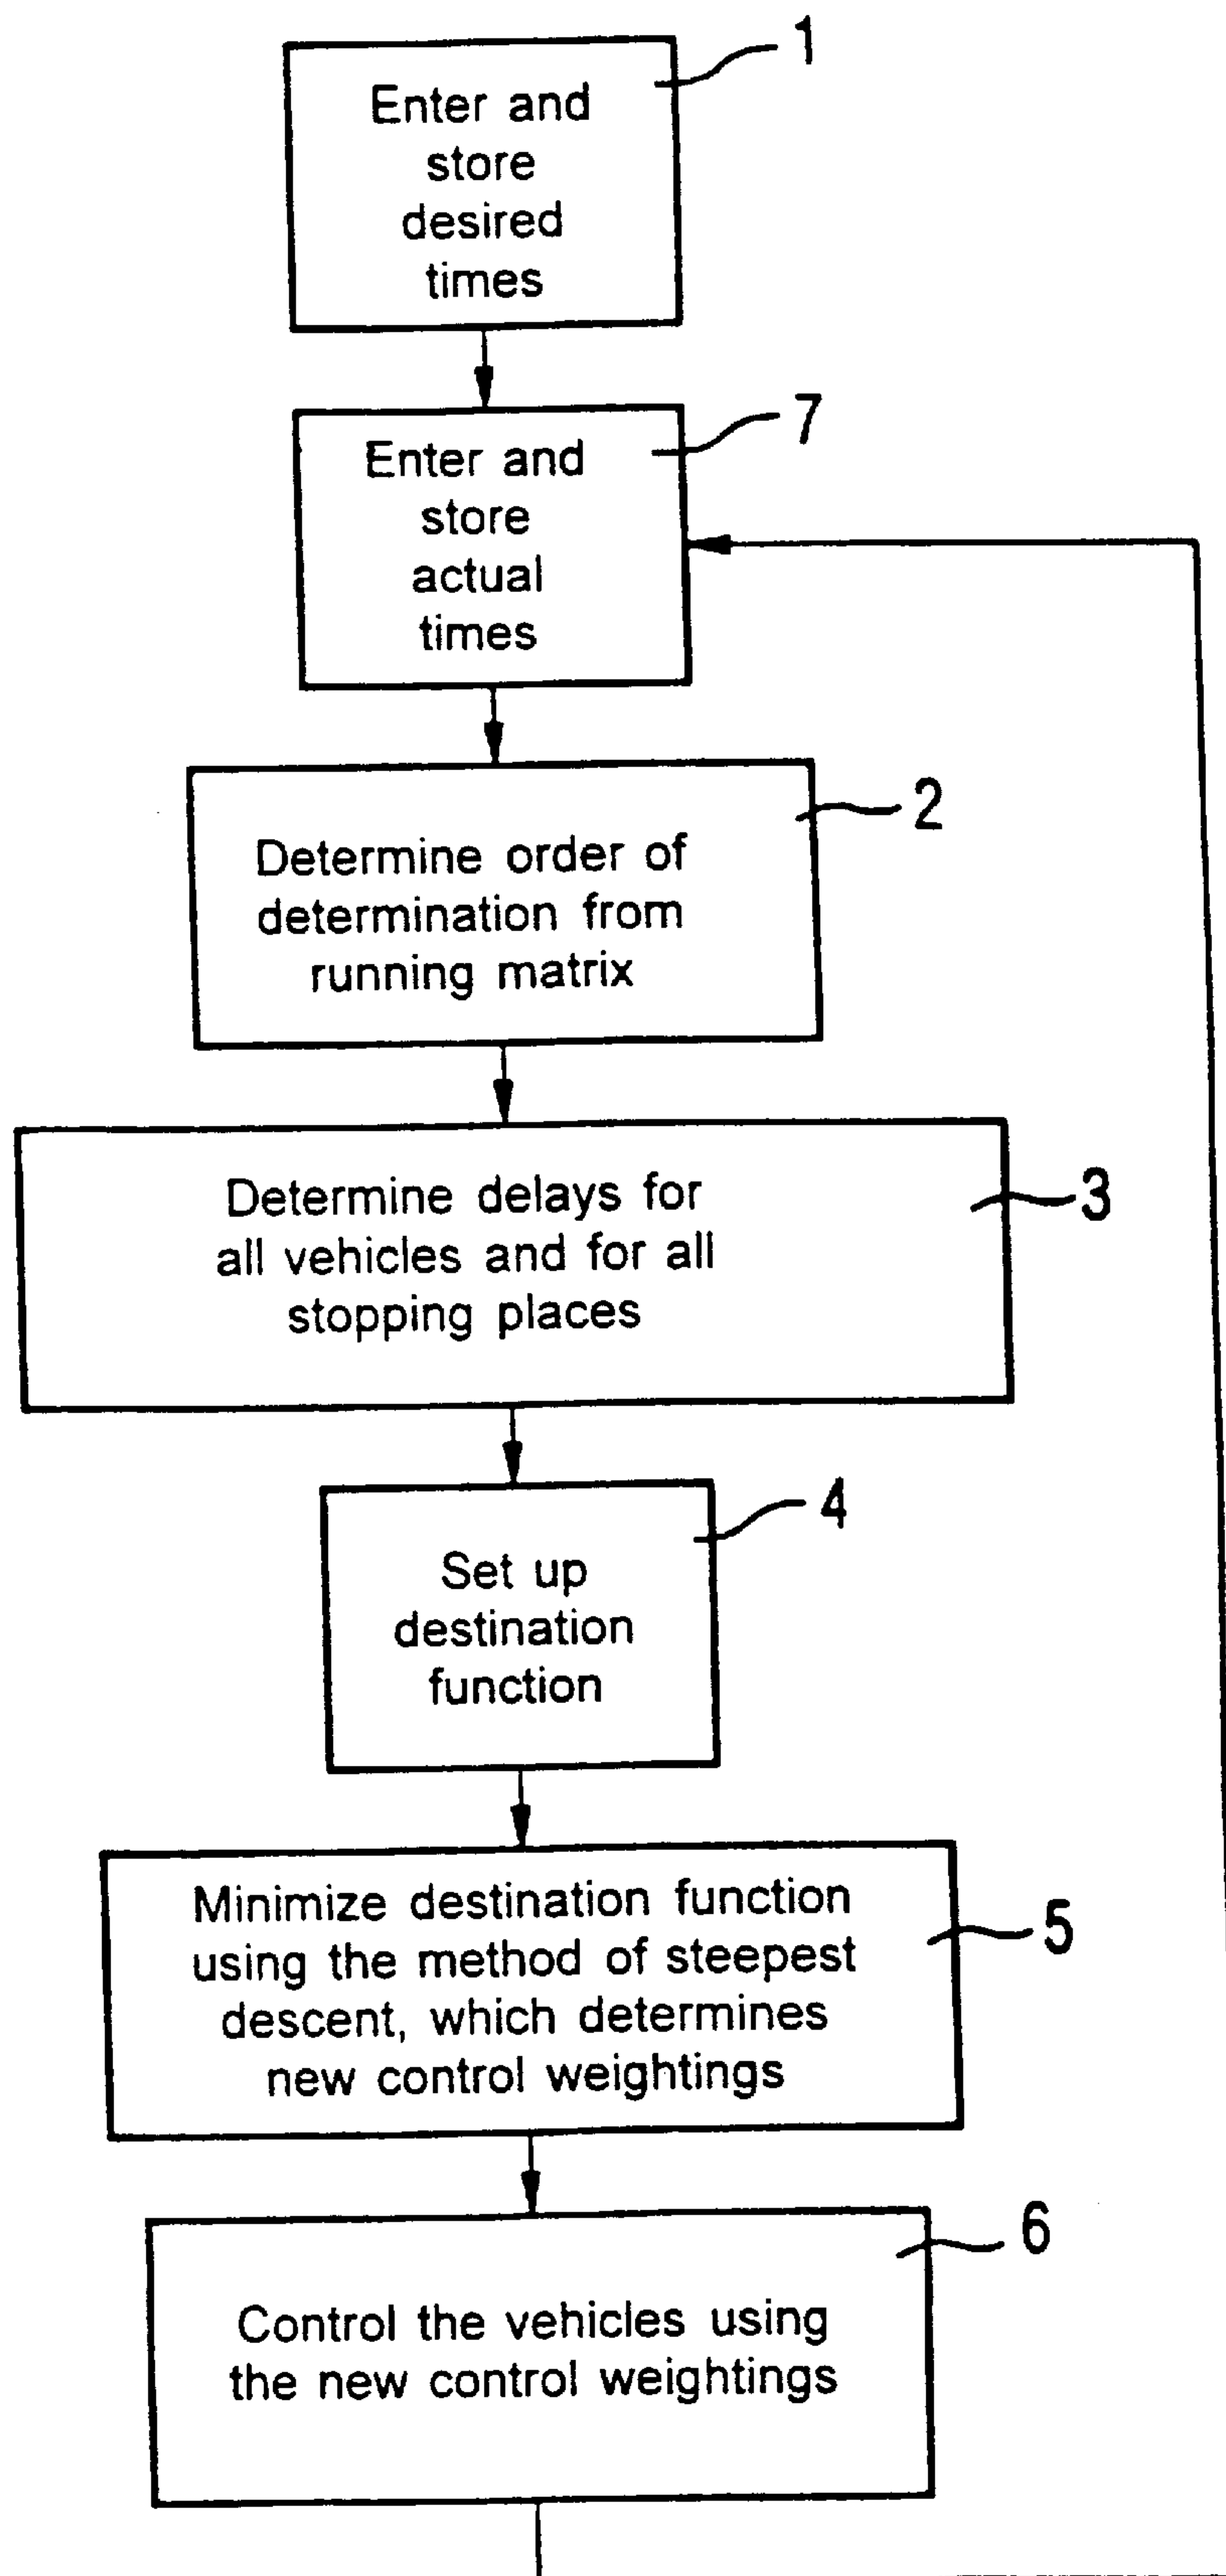 1
Enter and
store
desired
times
7
Enter and
store
actual
times
2
Determine order of
determination from
running matrix
3
Determine delays for
all vehicles and for all
stopping places
4
Set up
destination
function
5
Minimize destination function
using the method of steepest
descent, which determines
new control weightings
6
Control the vehicles using
the new control weightings